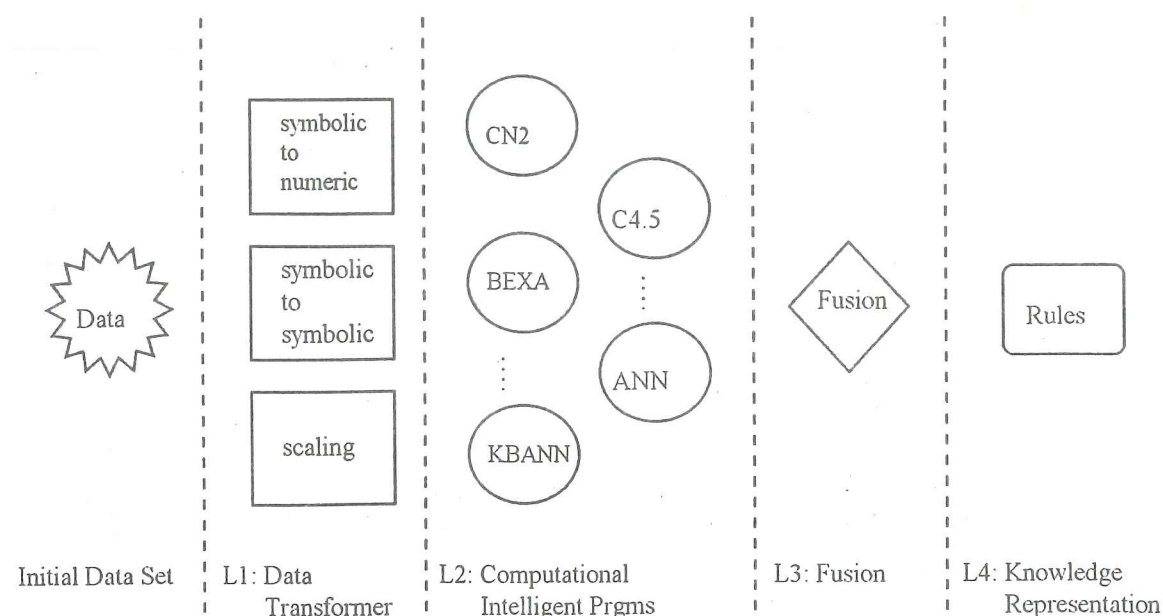 symbolic
to
numeric
CN2
C4.5
Data
symbolic
to
symbolic
BEXA
Fusion
Rules
ANN
scaling
KBANN
Initial Data Set
L1: Data
Transformer
L2: Computational
Intelligent Prgms
L3: Fusion
L4: Knowledge
Representation